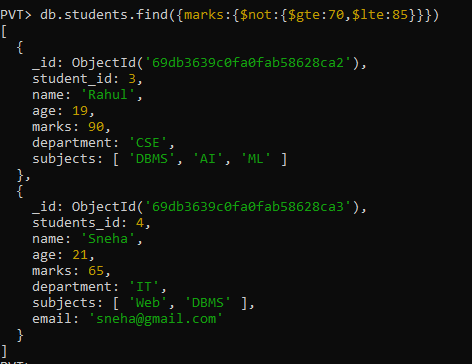 PVT> db.students.find({marks:{$not:{$gte:70,$lte:85}}})
[
  {
    _id: ObjectId('69db3639c0fa0fab58628ca2'),
    student_id: 3,
    name: 'Rahul',
    age: 19,
    marks: 90,
    department: 'CSE',
    subjects: [ 'DBMS', 'AI', 'ML' ]
  },
  {
    _id: ObjectId('69db3639c0fa0fab58628ca3'),
    students_id: 4,
    name: 'Sneha',
    age: 21,
    marks: 65,
    department: 'IT',
    subjects: [ 'Web', 'DBMS' ],
    email: 'sneha@gmail.com'
  }
]